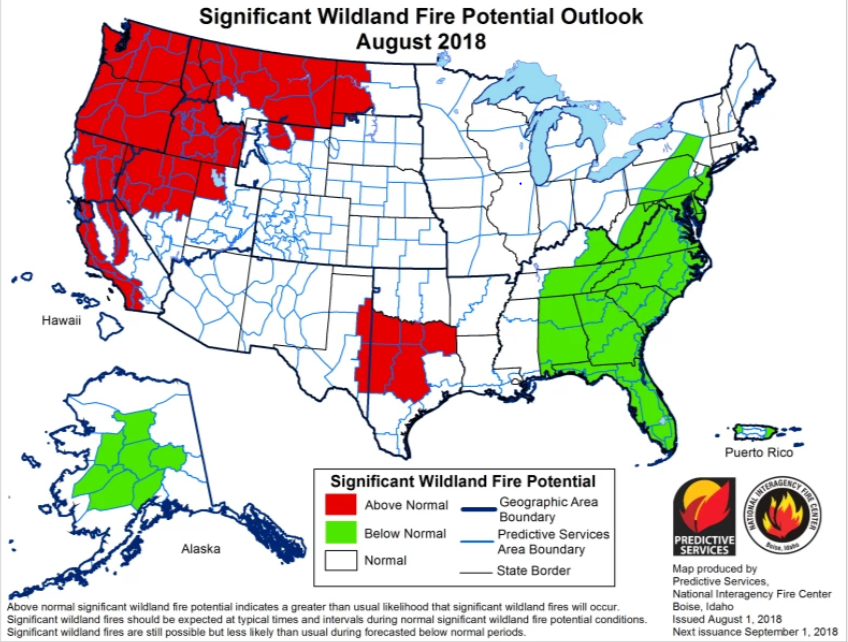 Significant Wildland Fire Potential Outlook
August 2018
Hawaii
Alaska
Puerto Rico
Significant Wildland Fire Potential
Above Normal
Below Normal
Normal
Geographic Area
Boundary
Predictive Services
Area Boundary
State Border
PREDICTIVE
SERVICES
NATIONAL INTERAGENCY FIRE CENTER
Boise, Idaho
Map produced by
Predictive Services,
National Interagency Fire Center
Boise, Idaho
Issued August 1, 2018
Next issuance September 1, 2018
Above normal significant wildland fire potential indicates a greater than usual likelihood that significant wildland fires will occur.
Significant wildland fires should be expected at typical times and intervals during normal significant wildland fire potential conditions.
Significant wildland fires are still possible but less likely than usual during forecasted below normal periods.